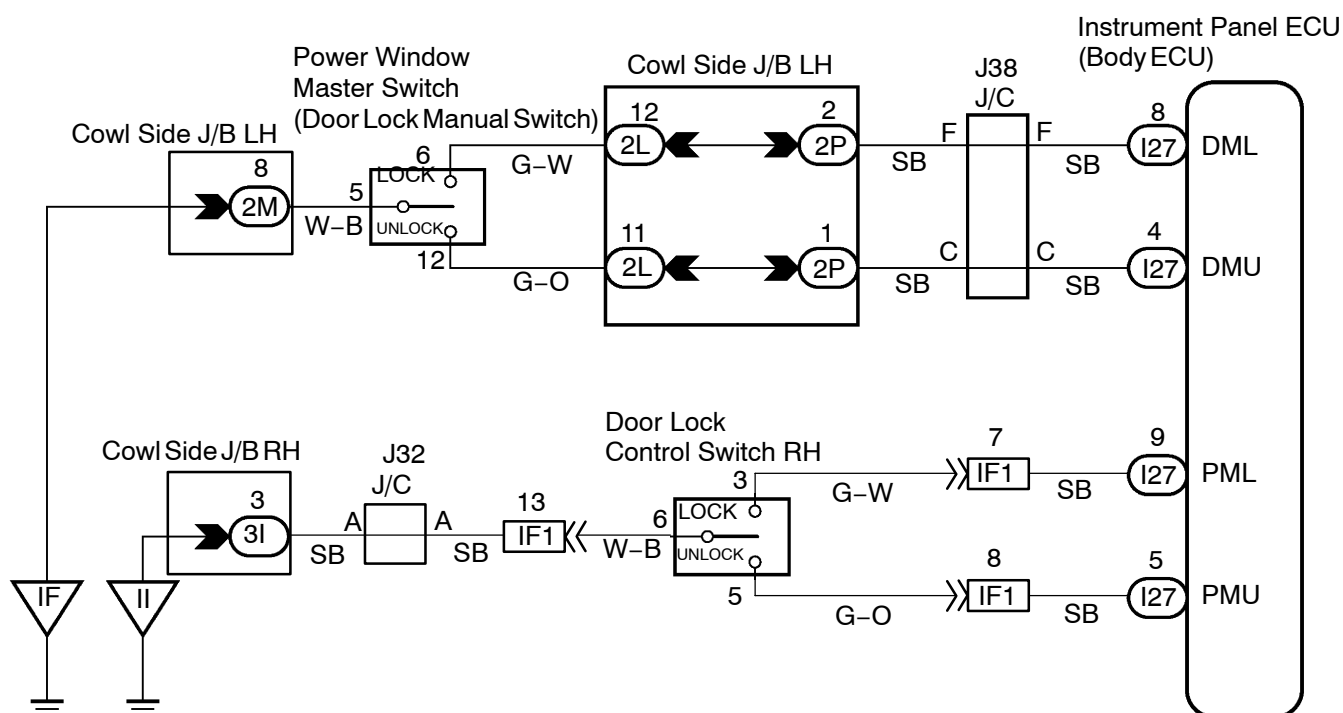 Instrument Panel ECU
(Body ECU)
Power Window
Master Switch
(Door Lock Manual Switch)
Cowl Side J/B LH
J38
J/C
Cowl Side J/B LH
8
2M
5
W–B
6
LOCK
UNLOCK
12
G–W
G–O
12
2L
2
2P
11
2L
1
2P
SB
F
F
SB
8
I27
DML
SB
C
C
SB
4
I27
DMU
Cowl Side J/B RH
3
3I
SB
J32
J/C
A
A
SB
13
IF1
W–B
Door Lock
Control Switch RH
6
3
LOCK
UNLOCK
5
G–W
7
IF1
SB
9
I27
PML
G–O
8
IF1
SB
5
I27
PMU
IF
II